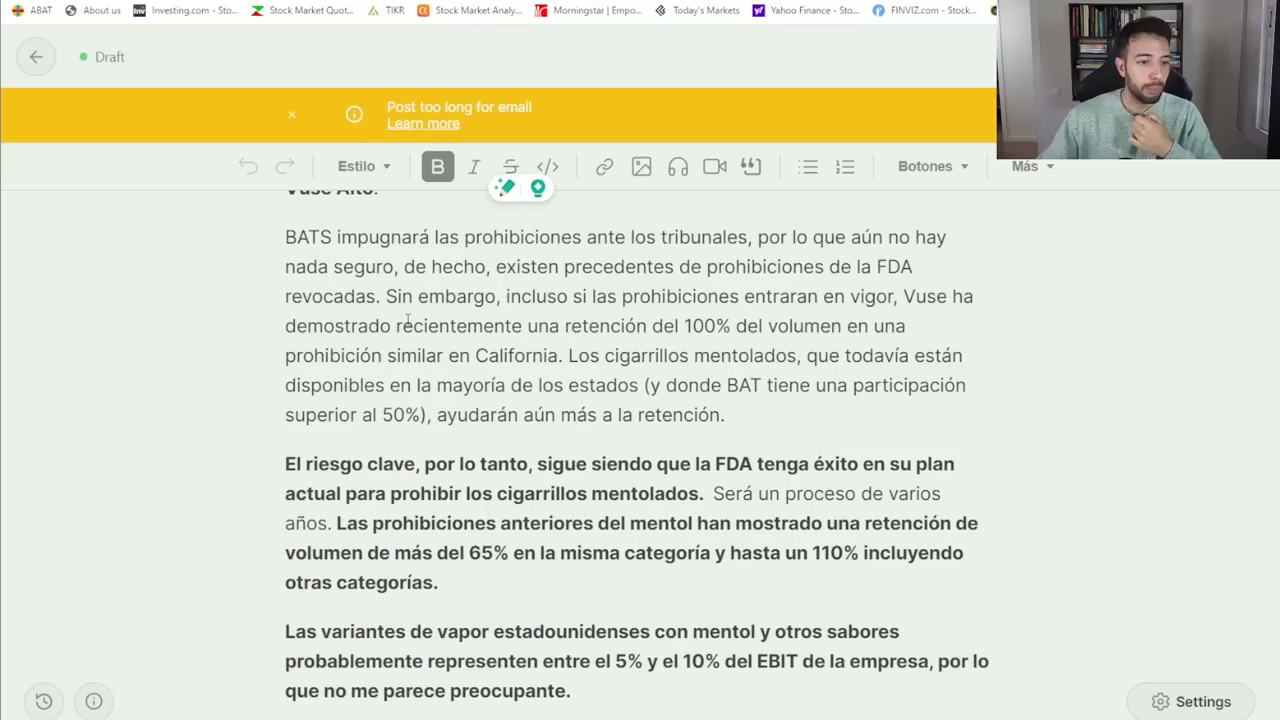 ABAT About us Investing.com - Sto... Stock Market Quot... TIKR Stock Market Analy... Morningstar | Empo... Today's Markets Yahoo Finance - Sto... FINVIZ.com - Stock...
Draft
Post too long for email
Learn more
Estilo B I S </> Botones Más
Vuse Alto.
BATS impugnará las prohibiciones ante los tribunales, por lo que aún no hay
nada seguro, de hecho, existen precedentes de prohibiciones de la FDA
revocadas. Sin embargo, incluso si las prohibiciones entraran en vigor, Vuse ha
demostrado recientemente una retención del 100% del volumen en una
prohibición similar en California. Los cigarrillos mentolados, que todavía están
disponibles en la mayoría de los estados (y donde BAT tiene una participación
superior al 50%), ayudarán aún más a la retención.
El riesgo clave, por lo tanto, sigue siendo que la FDA tenga éxito en su plan
actual para prohibir los cigarrillos mentolados. Será un proceso de varios
años. Las prohibiciones anteriores del mentol han mostrado una retención de
volumen de más del 65% en la misma categoría y hasta un 110% incluyendo
otras categorías.
Las variantes de vapor estadounidenses con mentol y otros sabores
probablemente representen entre el 5% y el 10% del EBIT de la empresa, por lo
que no me parece preocupante.
Settings